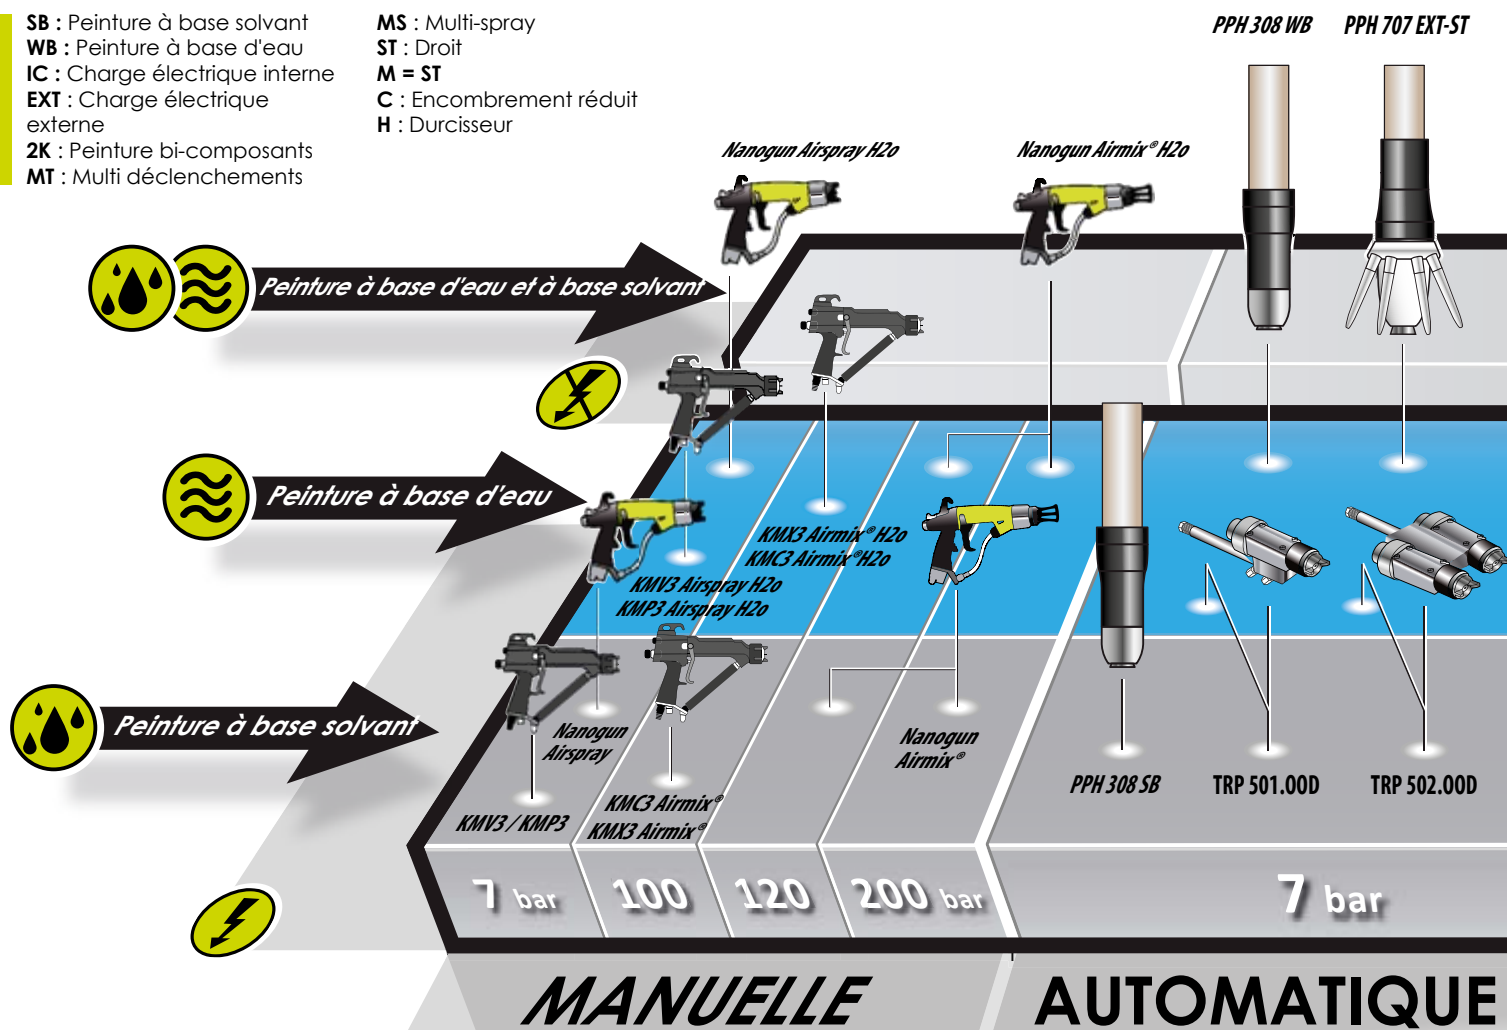 SB : Peinture à base solvant
WB : Peinture à base d'eau
IC : Charge électrique interne
EXT : Charge électrique
externe
2K : Peinture bi-composants
MT : Multi déclenchements
MS : Multi-spray
ST : Droit
M = ST
C : Encombrement réduit
H : Durcisseur
PPH 308 WB
PPH 707 EXT-ST
Nanogun Airspray H2o
Nanogun Airmix® H2o
Peinture à base d'eau et à base solvant
Peinture à base d'eau
KMX3 Airmix® H2o
KMC3 Airmix® H2o
KMV3 Airspray H2o
KMP3 Airspray H2o
Peinture à base solvant
Nanogun
Airspray
Nanogun
Airmix®
KMV3 / KMP3
KMC3 Airmix®
KMX3 Airmix®
PPH 308 SB
TRP 501.00D
TRP 502.00D
7 bar
100
120
200 bar
7 bar
MANUELLE
AUTOMATIQUE